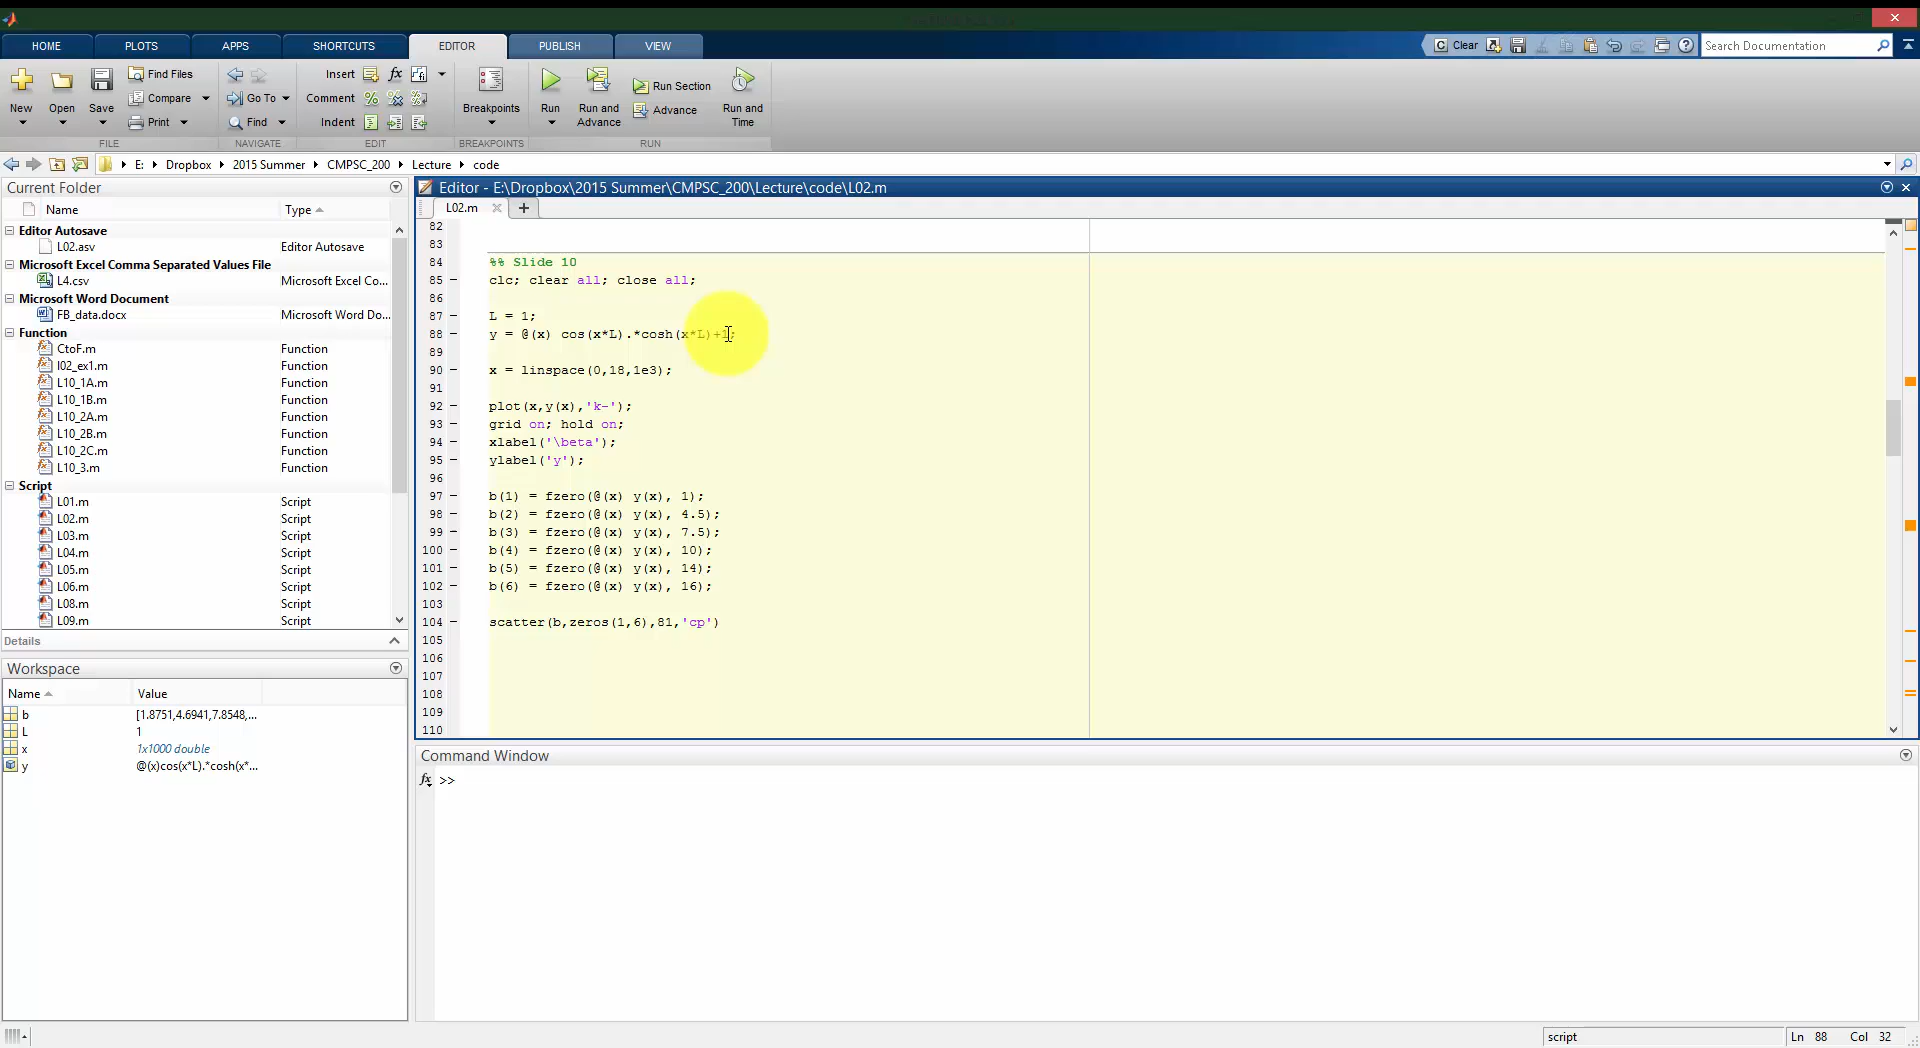 HOME PLOTS APPS SHORTCUTS EDITOR PUBLISH VIEW Clear Search Documentation
New Open Save Find Files Compare Print
Go To Find
Insert Comment Indent
Breakpoints Run Run and Advance Run Section Advance Run and Time
FILE NAVIGATE EDIT BREAKPOINTS RUN
E: Dropbox 2015 Summer CMPSC_200 Lecture code
Current Folder
Name Type
Editor Autosave
L02.asv Editor Autosave
Microsoft Excel Comma Separated Values File
L4.csv Microsoft Excel Co...
Microsoft Word Document
FB_data.docx Microsoft Word Do...
Function
CtoF.m Function
l02_ex1.m Function
L10_1A.m Function
L10_1B.m Function
L10_2A.m Function
L10_2B.m Function
L10_2C.m Function
L10_3.m Function
Script
L01.m Script
L02.m Script
L03.m Script
L04.m Script
L05.m Script
L06.m Script
L08.m Script
L09.m Script
Details
Workspace
Name Value
b [1.8751,4.6941,7.8548,...
L 1
x 1x1000 double
y @(x)cos(x*L).*cosh(x*...
Editor - E:\Dropbox\2015 Summer\CMPSC_200\Lecture\code\L02.m
L02.m
82
83
84 %% Slide 10
85 clc; clear all; close all;
86
87 L = 1;
88 y = @(x) cos(x*L).*cosh(x*L)+1;
89
90 x = linspace(0,18,1e3);
91
92 plot(x,y(x),'k-');
93 grid on; hold on;
94 xlabel('\beta');
95 ylabel('y');
96
97 b(1) = fzero(@(x) y(x), 1);
98 b(2) = fzero(@(x) y(x), 4.5);
99 b(3) = fzero(@(x) y(x), 7.5);
100 b(4) = fzero(@(x) y(x), 10);
101 b(5) = fzero(@(x) y(x), 14);
102 b(6) = fzero(@(x) y(x), 16);
103
104 scatter(b,zeros(1,6),81,'cp')
105
106
107
108
109
110
Command Window
fx >>
script Ln 88 Col 32